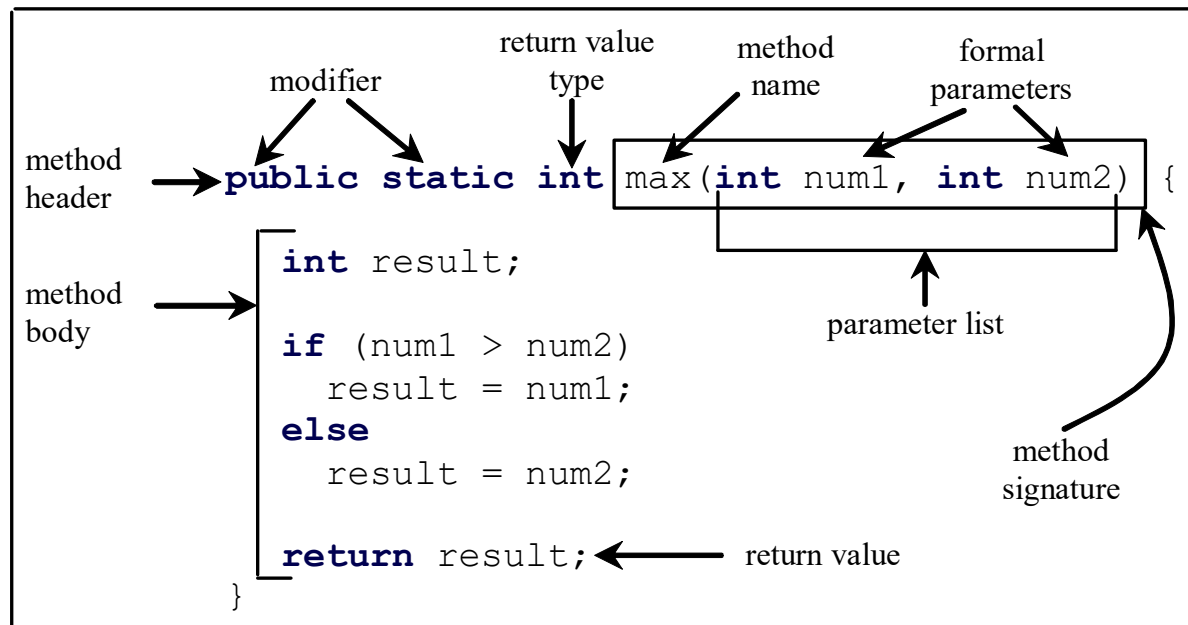 return value
type
method
name
formal
parameters
modifier
method
header
public static int max(int num1, int num2) {
int result;
method
body
parameter list
if (num1 > num2)
result = num1;
else
result = num2;
method
signature
return result;
return value
}